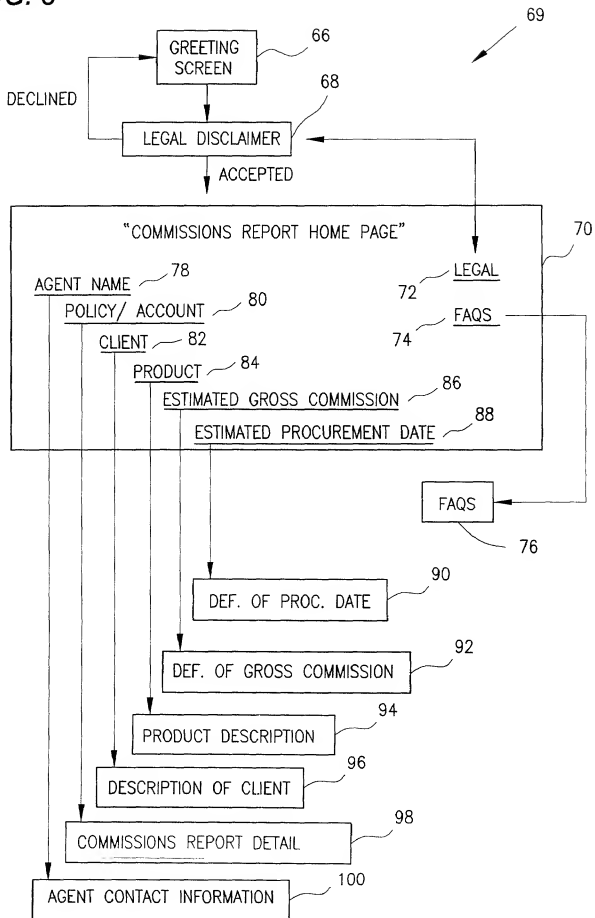 69
GREETING
SCREEN
66
DECLINED
68
LEGAL DISCLAIMER
ACCEPTED
"COMMISSIONS REPORT HOME PAGE"
70
LEGAL
72
AGENT NAME
78
POLICY/ ACCOUNT
80
FAQS
74
CLIENT
82
PRODUCT
84
ESTIMATED GROSS COMMISSION
86
ESTIMATED PROCUREMENT DATE
88
FAQS
76
DEF. OF PROC. DATE
90
DEF. OF GROSS COMMISSION
92
PRODUCT DESCRIPTION
94
DESCRIPTION OF CLIENT
96
COMMISSIONS REPORT DETAIL
98
AGENT CONTACT INFORMATION
100